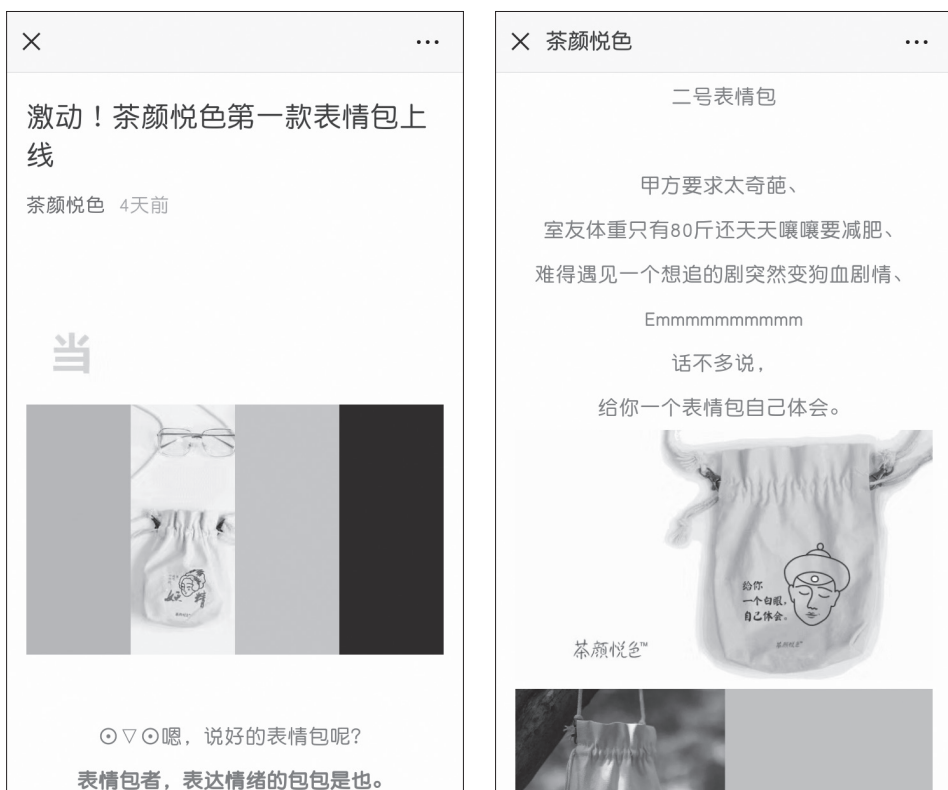 激动！茶颜悦色第一款表情包上
线
茶颜悦色 4天前
当
⊙▽⊙嗯，说好的表情包呢?
表情包者，表达情绪的包包是也。
茶颜悦色
二号表情包
甲方要求太奇葩、
室友体重只有80斤还天天嚷嚷要减肥、
难得遇见一个想追的剧突然变狗血剧情、
Emmmmmmmmmm
话不多说，
给你一个表情包自己体会。
给你
一个白眼，
自己体会。
茶颜悦色
茶颜悦色™